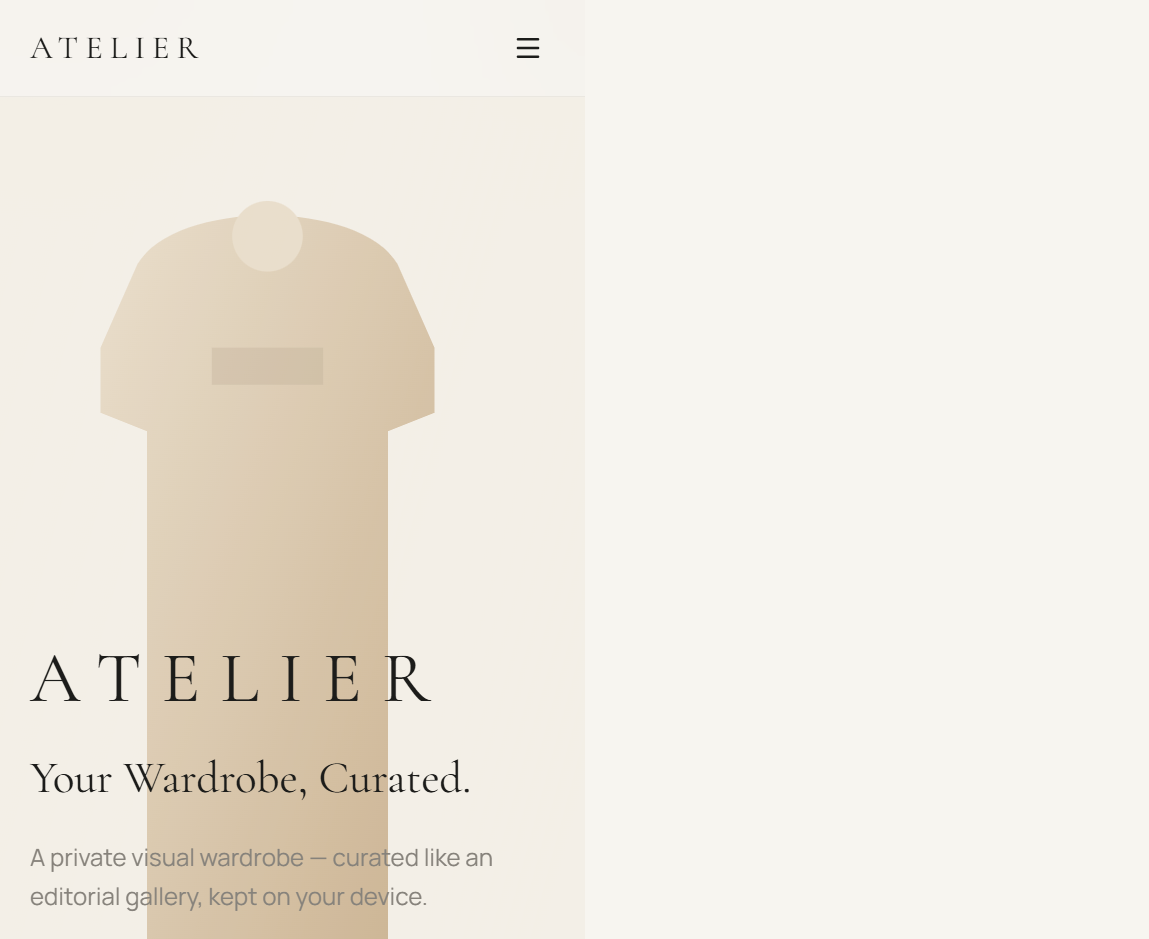 ATELIER
ATELIER
Your Wardrobe, Curated.
A private visual wardrobe — curated like an
editorial gallery, kept on your device.